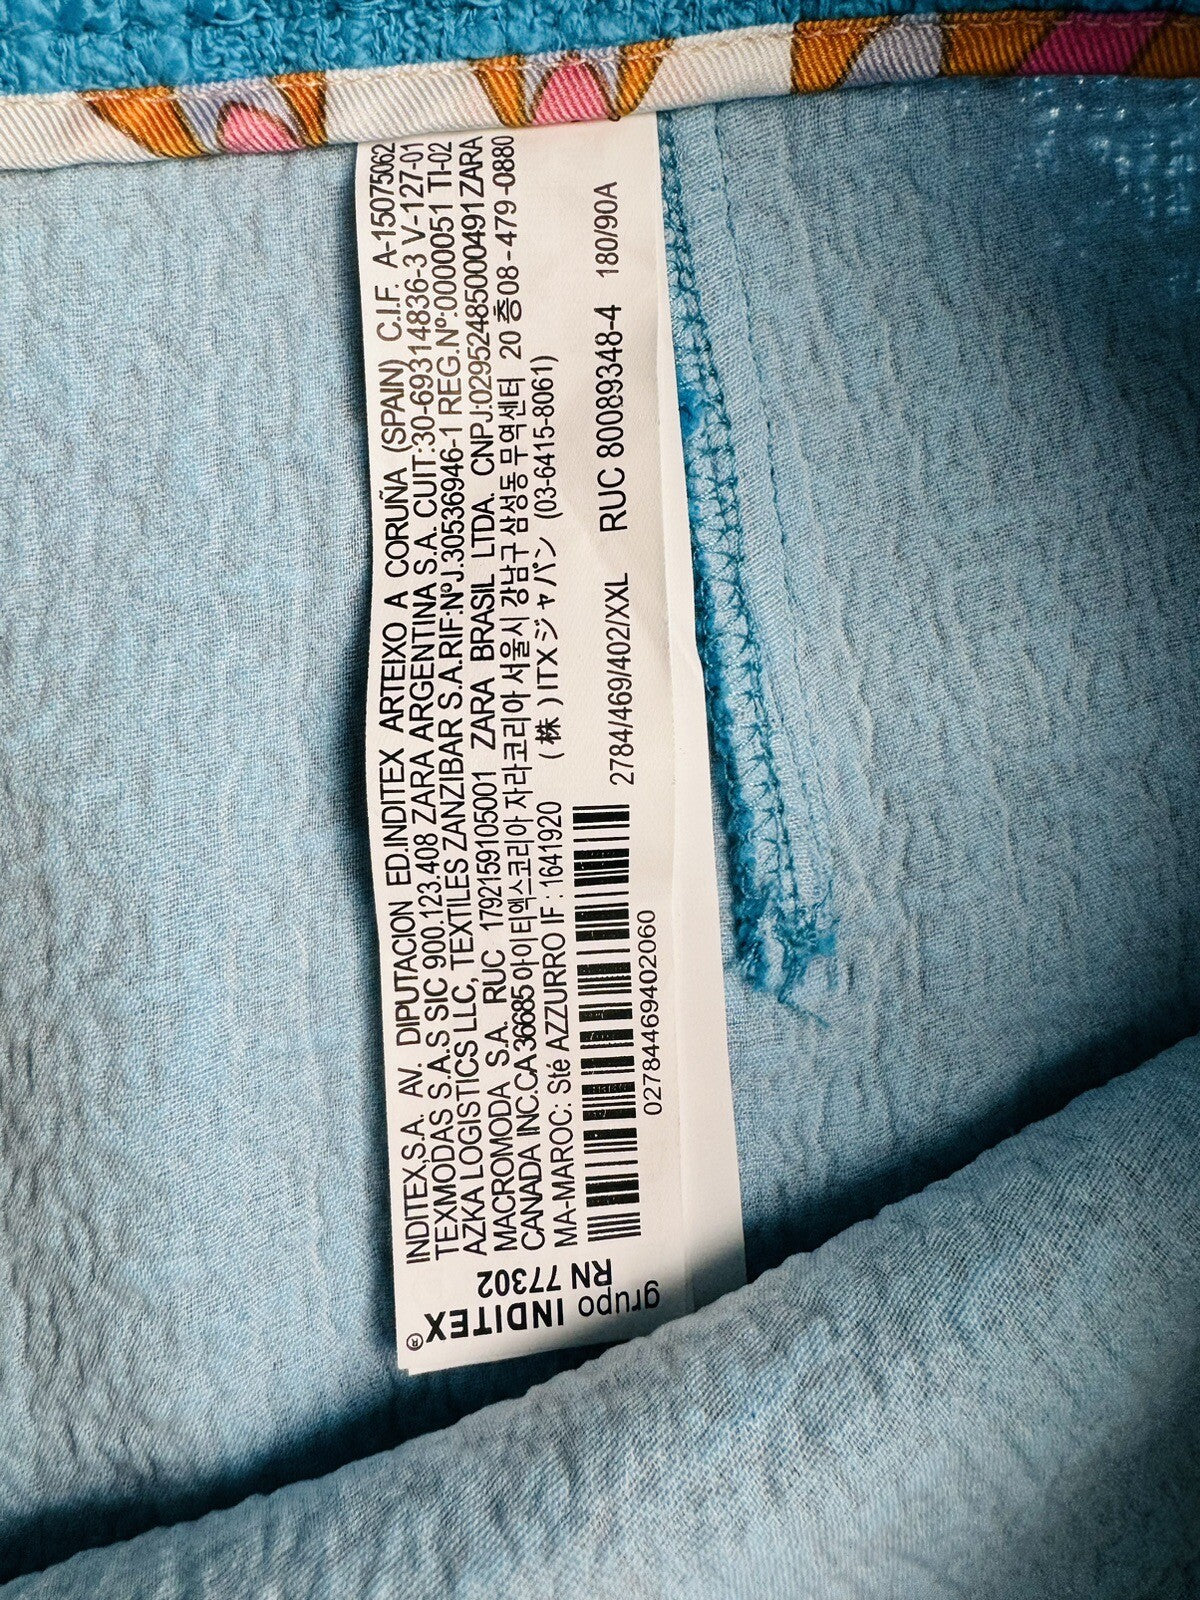 INDITEX,S.A. AV. DIPUTACION ED.INDITEX ARTEIXO A CORUÑA (SPAIN) C.I.F. A-15075062
TEXMODAS S.A.S SIC 900.123.408 ZARA ARGENTINA S.A. CUIT:30-69314836-3 V-127-01
AZKA LOGISTICS LLC, TEXTILES ZANZIBAR S.A.RIF:NºJ.30536946-1 REG.Nº:0000051 TI-02
MACROMODA S.A. RUC 1792159105001 ZARA BRASIL LTDA. CNPJ:02952485000491ZARA
CANADA INC.CA 36685 아이티엑스코리아 자라코리아 서울시 강남구 삼성동 무역센터 20 층 08-479-0880
MA-MAROC: Sté AZZURRO IF : 1641920 (株)ITXジャパン (03-6415-8061)
2784/469/402/XXL RUC 80089348-4 180/90A
02784469402060
grupo INDITEX®
RN 77302